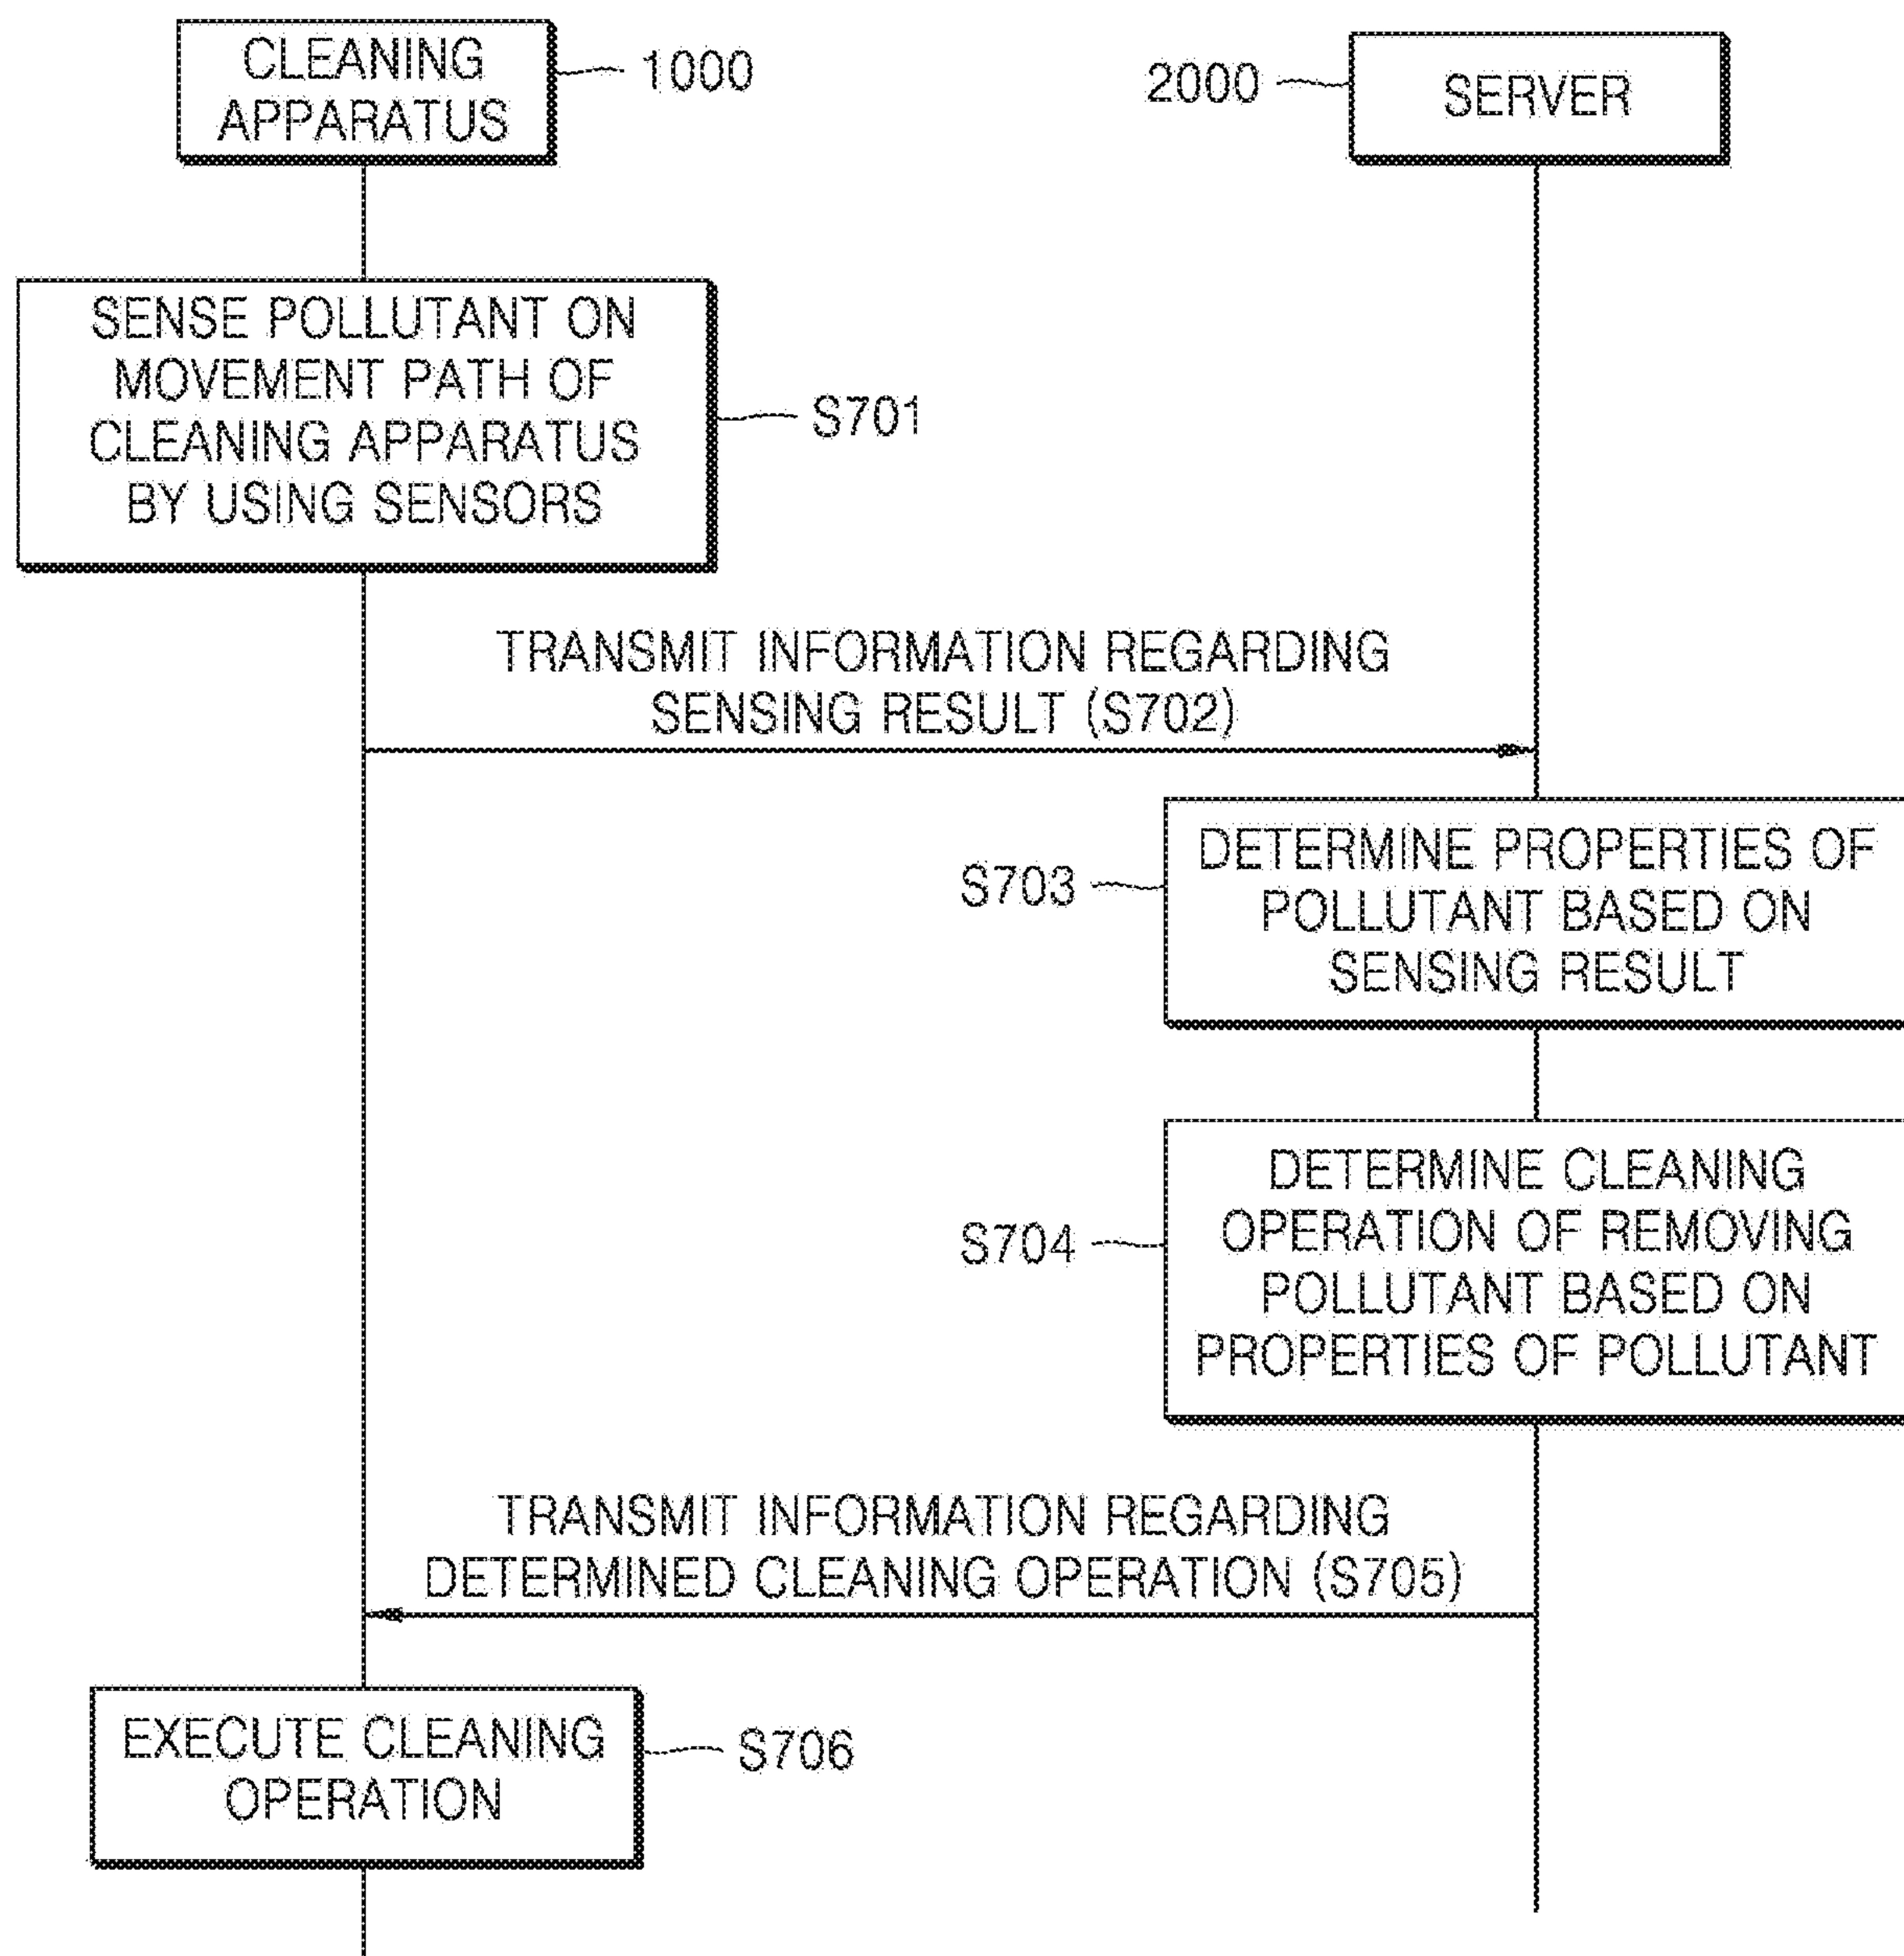 CLEANING
APPARATUS
1000
2000
SERVER
SENSE POLLUTANT ON
MOVEMENT PATH OF
CLEANING APPARATUS
BY USING SENSORS
S701
TRANSMIT INFORMATION REGARDING
SENSING RESULT (S702)
S703
DETERMINE PROPERTIES OF
POLLUTANT BASED ON
SENSING RESULT
S704
DETERMINE CLEANING
OPERATION OF REMOVING
POLLUTANT BASED ON
PROPERTIES OF POLLUTANT
TRANSMIT INFORMATION REGARDING
DETERMINED CLEANING OPERATION (S705)
EXECUTE CLEANING
OPERATION
S706